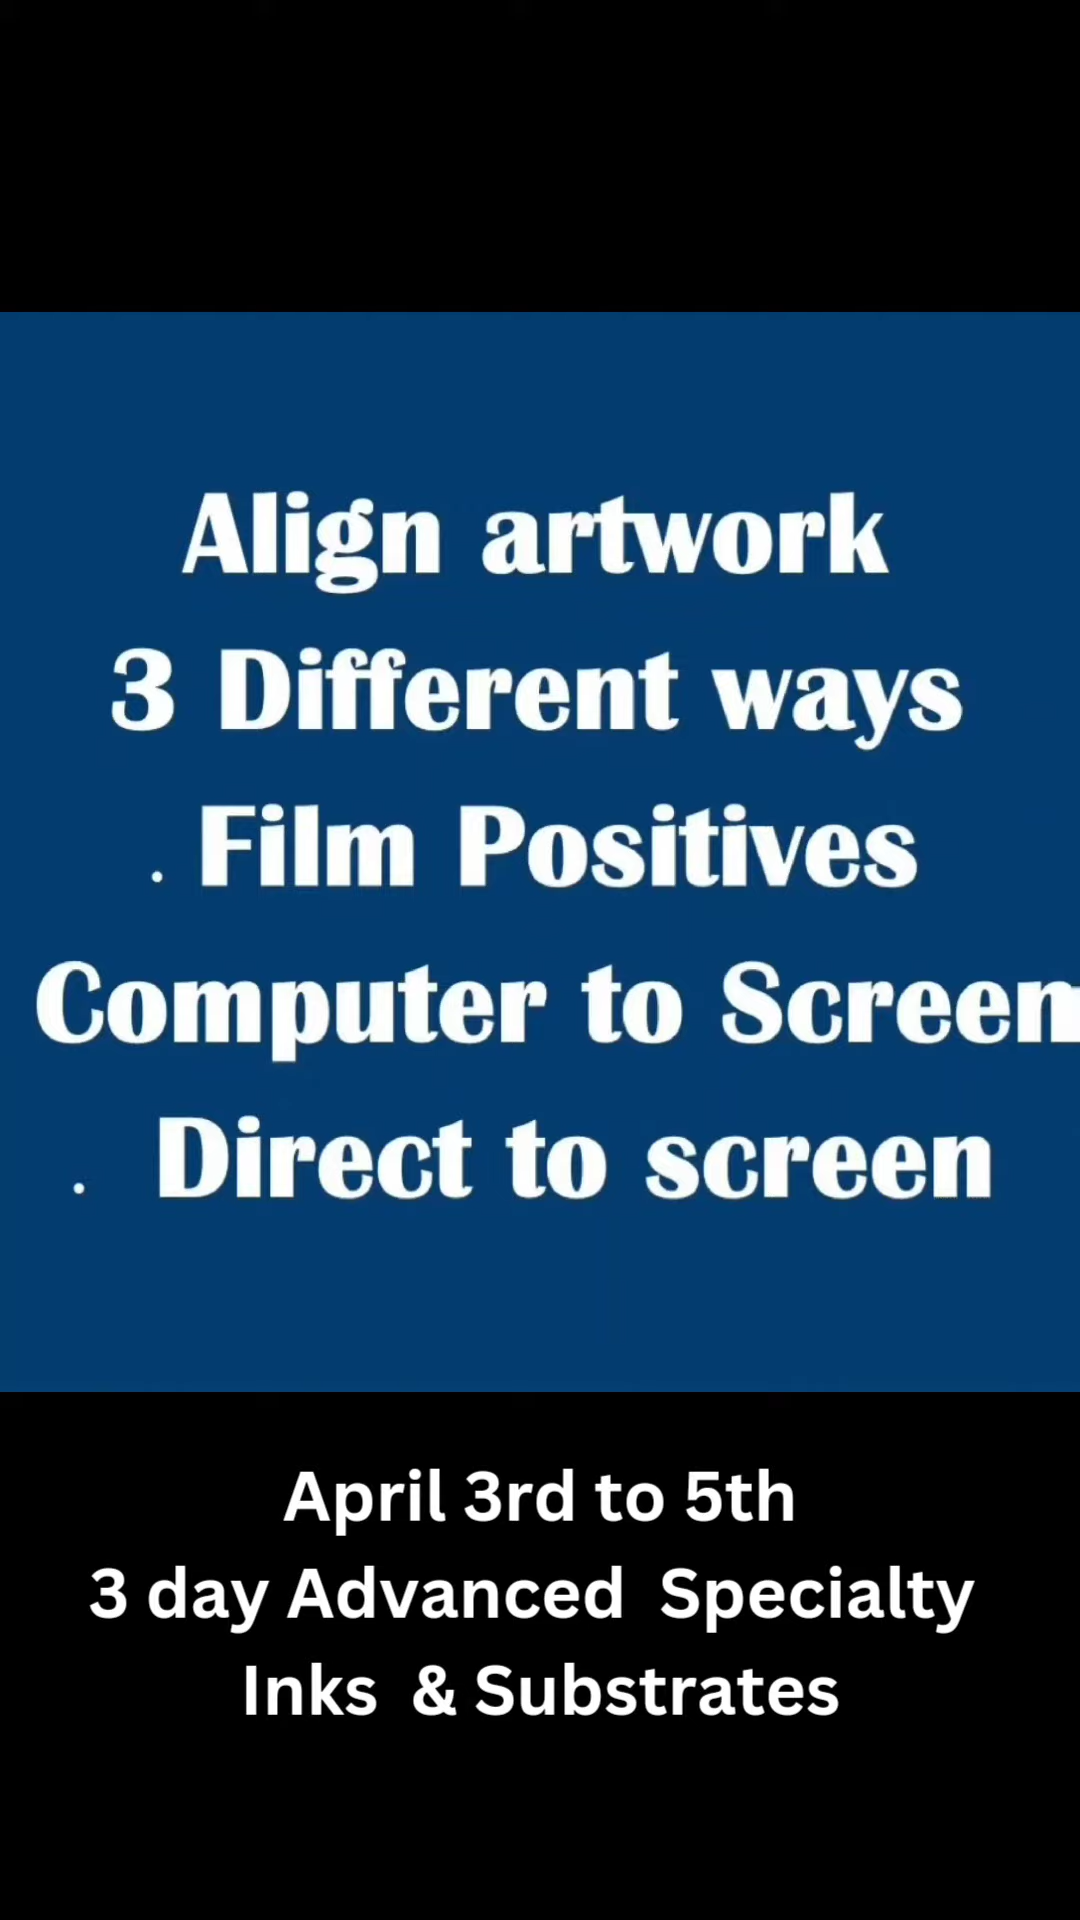 Align artwork
3 Different ways
. Film Positives
Computer to Screen
. Direct to screen
April 3rd to 5th
3 day Advanced Specialty
Inks & Substrates